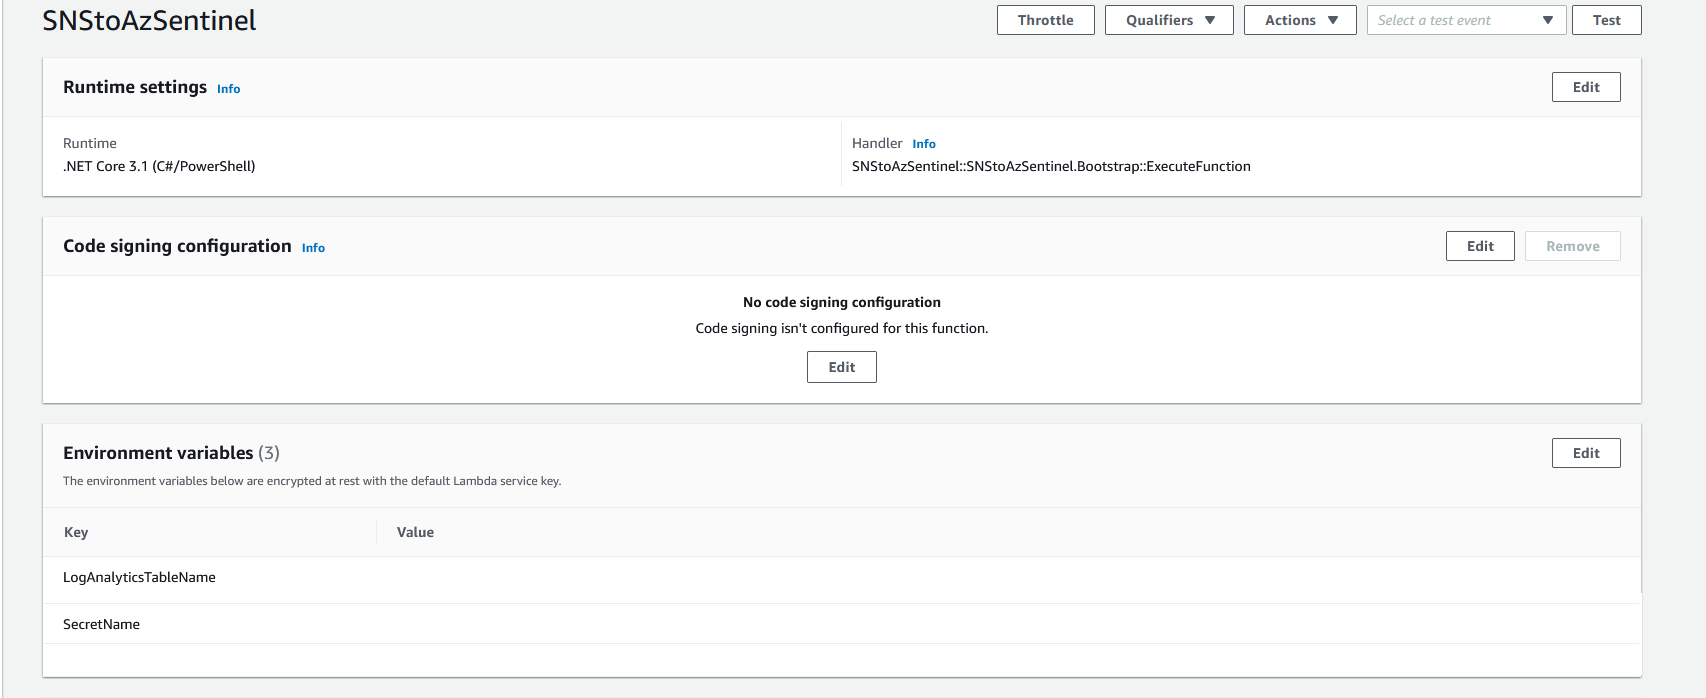 SNStoAzSentinel
Throttle Qualifiers Actions Select a test event Test
Runtime settings Info Edit
Runtime
.NET Core 3.1 (C#/PowerShell)
Handler Info
SNStoAzSentinel::SNStoAzSentinel.Bootstrap::ExecuteFunction
Code signing configuration Info Edit Remove
No code signing configuration
Code signing isn't configured for this function.
Edit
Environment variables (3) Edit
The environment variables below are encrypted at rest with the default Lambda service key.
Key Value
LogAnalyticsTableName
SecretName